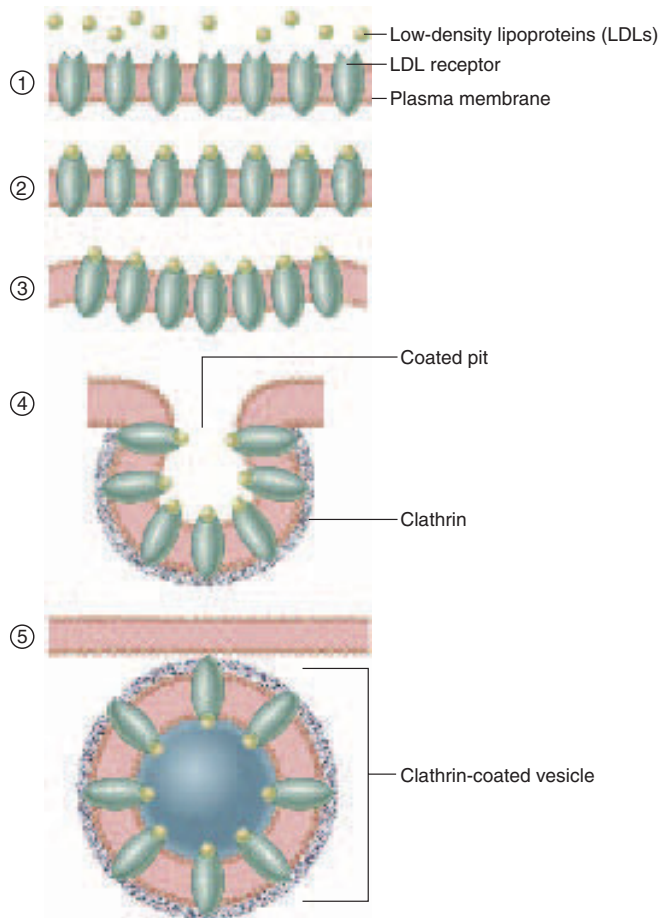 Low-density lipoproteins (LDLs)
LDL receptor
① Plasma membrane
②
③
Coated pit
④
Clathrin
⑤
Clathrin-coated vesicle